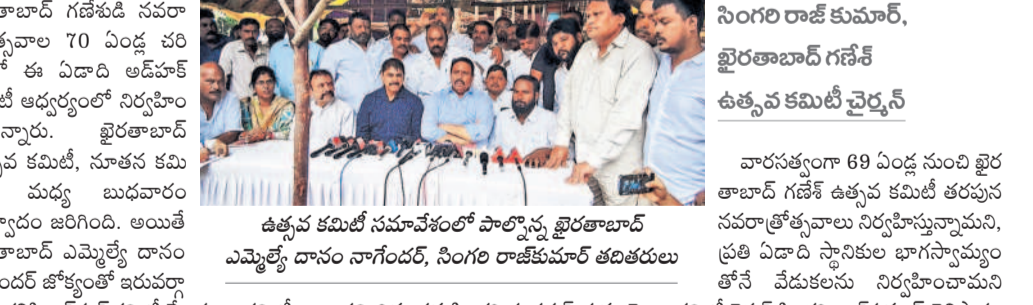 గణేశుడి నవరా
70 ఏండ్ల చరి
ఈ ఏడాది అడ్‌హక్
ఆధ్వర్యంలో నిర్వహిం
న్నారు. ఖైరతాబాద్
కమిటీ, నూతన కమి
మధ్య బుధవారం
జరిగింది. అయితే
ఎమ్మెల్యే దానం
జోక్యంతో ఇరువర్గా
ఉత్సవ కమిటీ సమావేశంలో పాల్గొన్న ఖైరతాబాద్
ఎమ్మెల్యే దానం నాగేందర్, సింగరి రాజ్‌కుమార్ తదితరులు
సింగరి రాజ్ కుమార్,
ఖైరతాబాద్ గణేశ్
ఉత్సవ కమిటీ చైర్మన్
వారసత్వంగా 69 ఏండ్ల నుంచి ఖైర
తాబాద్ గణేశ్ ఉత్సవ కమిటీ తరపున
నవరాత్రోత్సవాలు నిర్వహిస్తున్నామని,
ప్రతి ఏడాది స్థానికుల భాగస్వామ్యం
తోనే వేడుకలను నిర్వహించామని